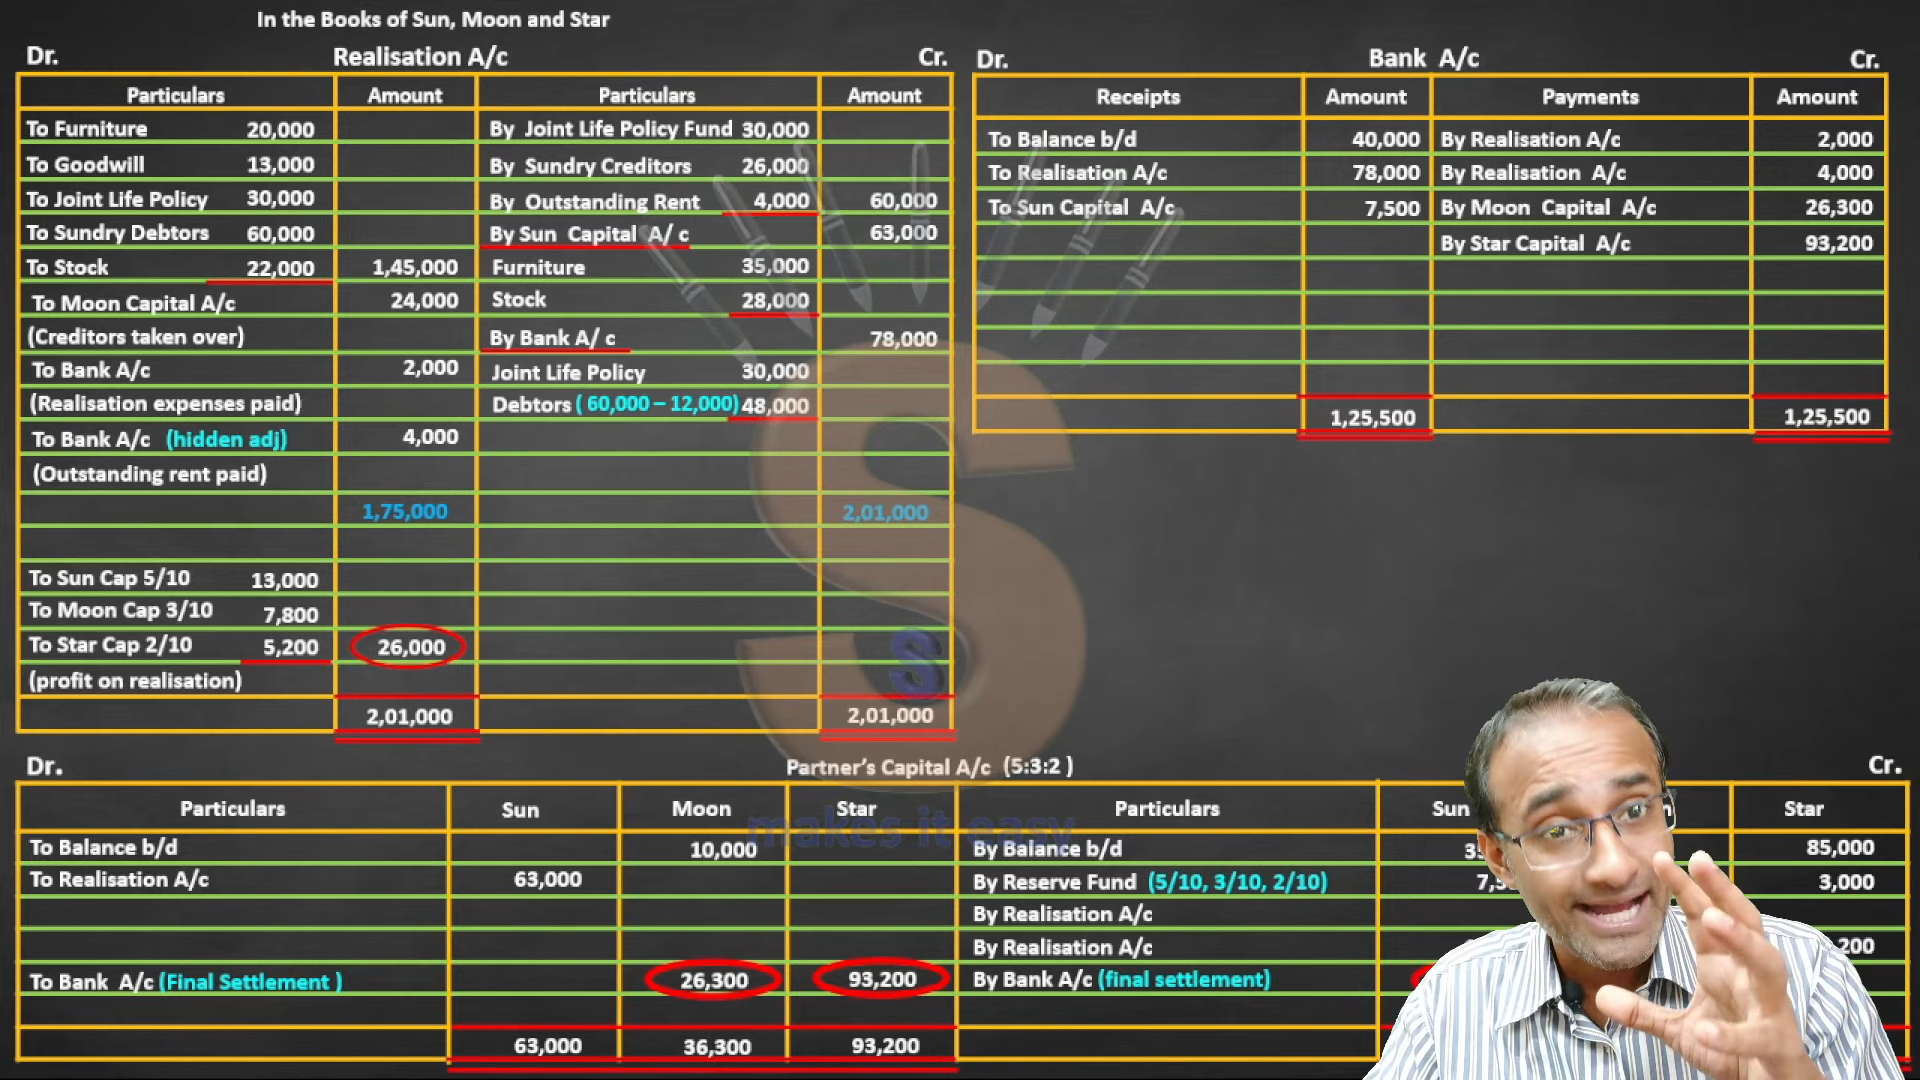 In the Books of Sun, Moon and Star
Dr. Realisation A/c Cr.
Particulars Amount Particulars Amount
To Furniture 20,000 By Joint Life Policy Fund 30,000
To Goodwill 13,000 By Sundry Creditors 26,000
To Joint Life Policy 30,000 By Outstanding Rent 4,000 60,000
To Sundry Debtors 60,000 By Sun Capital A/ c 63,000
To Stock 22,000 1,45,000 Furniture 35,000
To Moon Capital A/c 24,000 Stock 28,000
(Creditors taken over) By Bank A/ c 78,000
To Bank A/c 2,000 Joint Life Policy 30,000
(Realisation expenses paid) Debtors ( 60,000 – 12,000) 48,000
To Bank A/c (hidden adj) 4,000
(Outstanding rent paid)
1,75,000 2,01,000
To Sun Cap 5/10 13,000
To Moon Cap 3/10 7,800
To Star Cap 2/10 5,200 26,000
(profit on realisation)
2,01,000 2,01,000
Dr. Bank A/c Cr.
Receipts Amount Payments Amount
To Balance b/d 40,000 By Realisation A/c 2,000
To Realisation A/c 78,000 By Realisation A/c 4,000
To Sun Capital A/c 7,500 By Moon Capital A/c 26,300
By Star Capital A/c 93,200
1,25,500 1,25,500
Dr. Partner's Capital A/c (5:3:2 ) Cr.
Particulars Sun Moon Star Particulars Sun Star
To Balance b/d 10,000 By Balance b/d 85,000
To Realisation A/c 63,000 By Reserve Fund (5/10, 3/10, 2/10) 3,000
By Realisation A/c
By Realisation A/c
To Bank A/c (Final Settlement ) 26,300 93,200 By Bank A/c (final settlement)
63,000 36,300 93,200
S
S
makes it easy